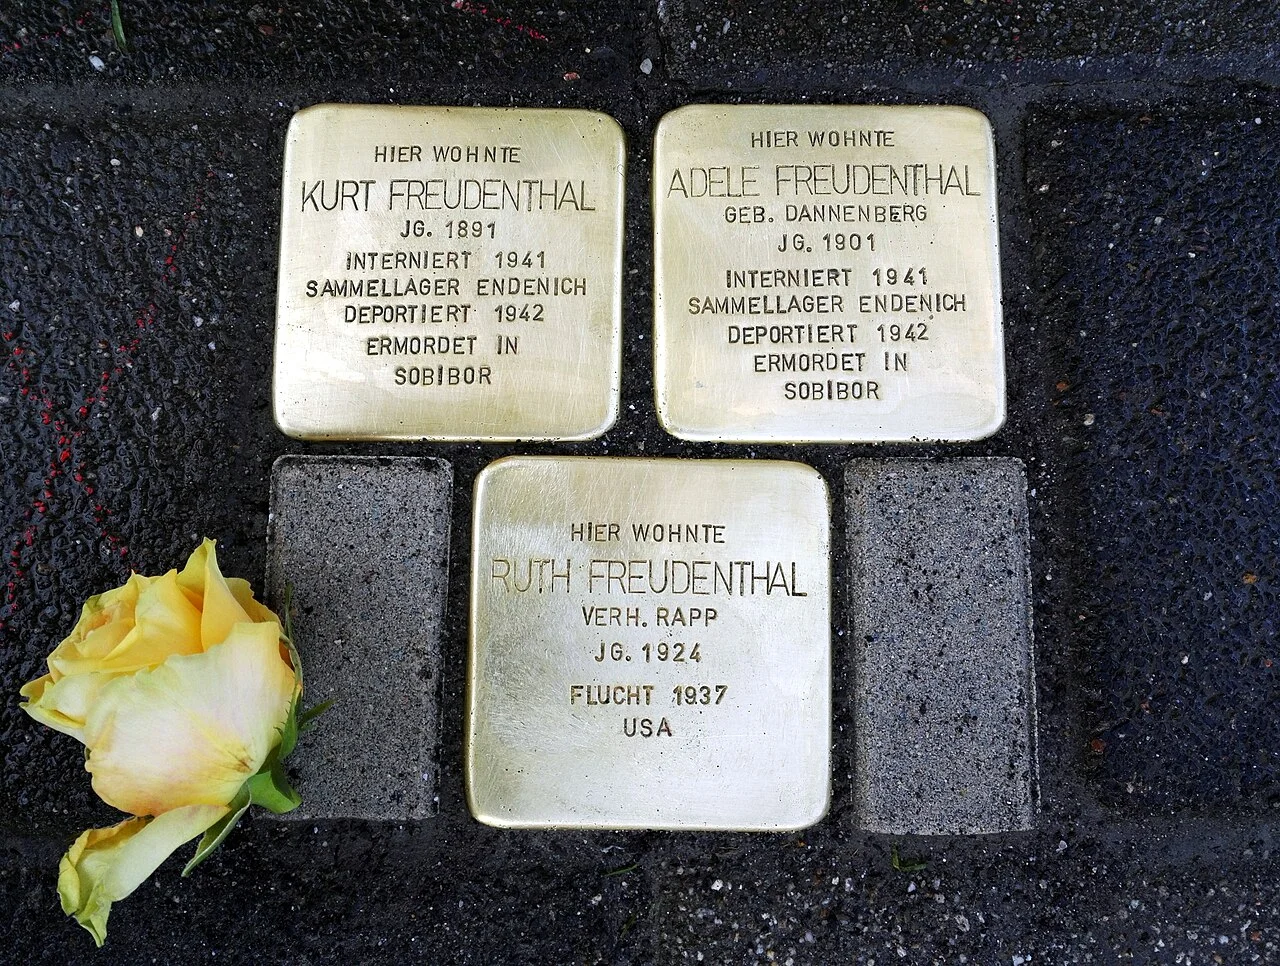 HIER WOHNTE
KURT FREUDENTHAL
JG. 1891
INTERNIERT 1941
SAMMELLAGER ENDENICH
DEPORTIERT 1942
ERMORDET IN
SOBIBOR
HIER WOHNTE
ADELE FREUDENTHAL
GEB. DANNENBERG
JG. 1901
INTERNIERT 1941
SAMMELLAGER ENDENICH
DEPORTIERT 1942
ERMORDET IN
SOBIBOR
HIER WOHNTE
RUTH FREUDENTHAL
VERH. RAPP
JG. 1924
FLUCHT 1937
USA